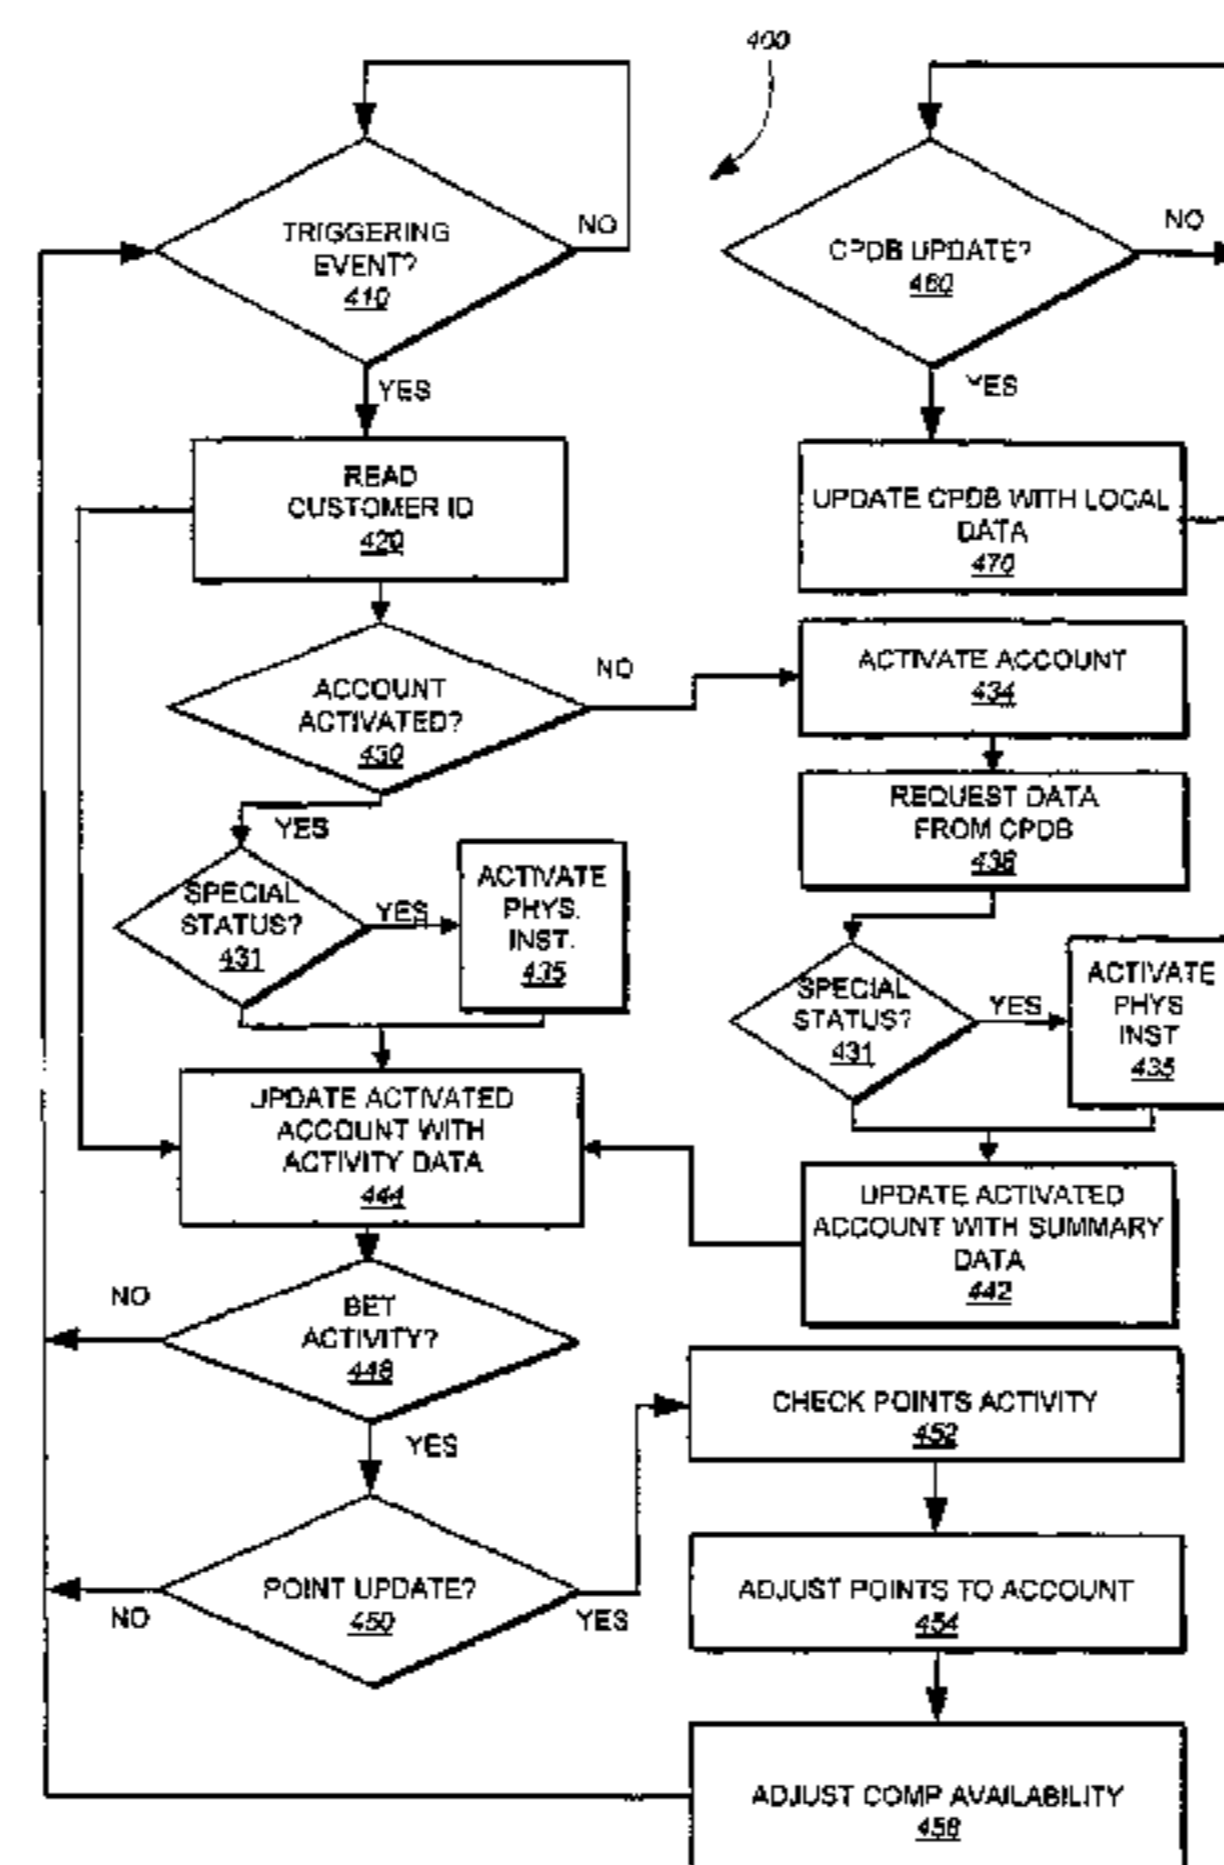 400
TRIGGERING
EVENT?
410
NO
YES
CPDB UPDATE?
460
NO
YES
READ
CUSTOMER ID
420
UPDATE CPDB WITH LOCAL
DATA
470
ACCOUNT
ACTIVATED?
430
NO
YES
ACTIVATE ACCOUNT
434
REQUEST DATA
FROM CPDB
438
SPECIAL
STATUS?
431
YES
ACTIVATE
PHYS.
INST.
435
SPECIAL
STATUS?
431
YES
ACTIVATE
PHYS
INST
435
UPDATE ACTIVATED
ACCOUNT WITH
ACTIVITY DATA
444
UPDATE ACTIVATED
ACCOUNT WITH SUMMARY
DATA
442
BET
ACTIVITY?
448
NO
YES
CHECK POINTS ACTIVITY
452
POINT UPDATE?
450
NO
YES
ADJUST POINTS TO ACCOUNT
454
ADJUST COMP AVAILABILITY
456